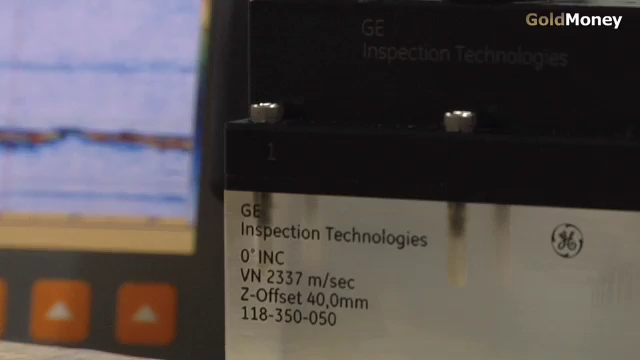 GoldMoney
GE
Inspection Technologies
1
GE
Inspection Technologies
0° INC
VN 2337 m/sec
Z-Offset 40,0mm
118-350-050